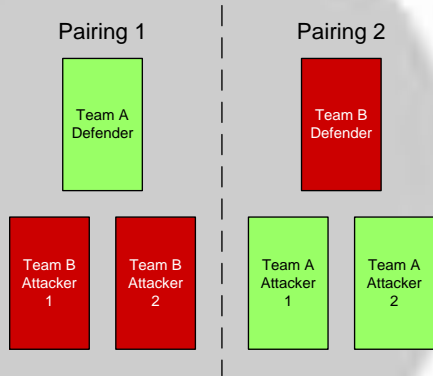 Pairing 1
Team A
Defender
Team B
Attacker
1
Team B
Attacker
2
Pairing 2
Team B
Defender
Team A
Attacker
1
Team A
Attacker
2